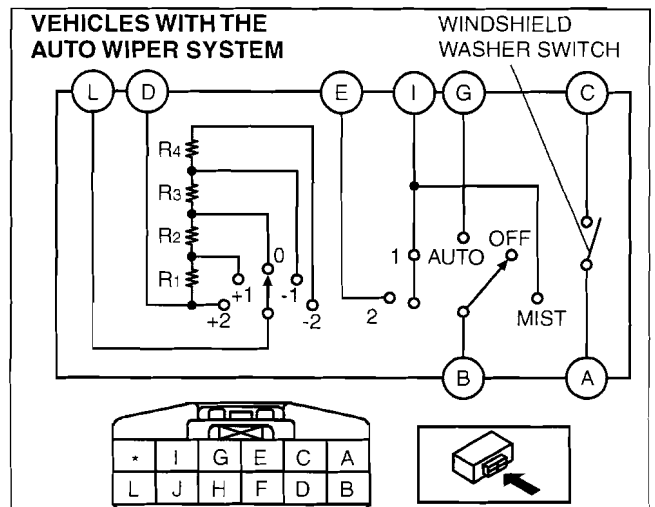 VEHICLES WITH THE
AUTO WIPER SYSTEM
WINDSHIELD
WASHER SWITCH
L D E I G C
R4
R3
R2
R1
+2 +1 0 -1 -2
2 1 AUTO OFF MIST
B A
* I G E C A
L J H F D B